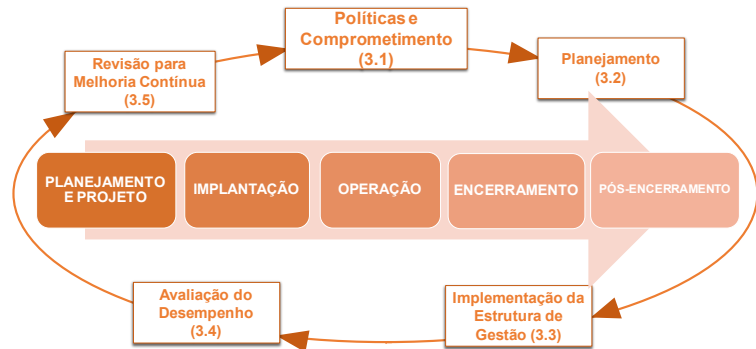 Políticas e
Comprometimento
(3.1)
Revisão para
Melhoria Contínua
(3.5)
Planejamento
(3.2)
PLANEJAMENTO
E PROJETO
IMPLANTAÇÃO
OPERAÇÃO
ENCERRAMENTO
PÓS-ENCERRAMENTO
Avaliação do
Desempenho
(3.4)
Implementação da
Estrutura de
Gestão (3.3)